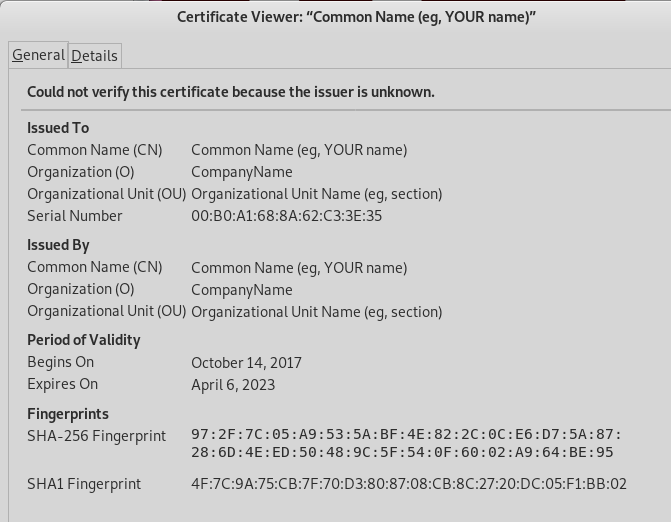 Certificate Viewer: “Common Name (eg, YOUR name)”
General Details
Could not verify this certificate because the issuer is unknown.
Issued To
Common Name (CN) Common Name (eg, YOUR name)
Organization (O) CompanyName
Organizational Unit (OU) Organizational Unit Name (eg, section)
Serial Number 00:B0:A1:68:8A:62:C3:3E:35
Issued By
Common Name (CN) Common Name (eg, YOUR name)
Organization (O) CompanyName
Organizational Unit (OU) Organizational Unit Name (eg, section)
Period of Validity
Begins On October 14, 2017
Expires On April 6, 2023
Fingerprints
SHA-256 Fingerprint 97:2F:7C:05:A9:53:5A:BF:4E:82:2C:0C:E6:D7:5A:87:
28:6D:4E:ED:50:48:9C:5F:54:0F:60:02:A9:64:BE:95
SHA1 Fingerprint 4F:7C:9A:75:CB:7F:70:D3:80:87:08:CB:8C:27:20:DC:05:F1:BB:02